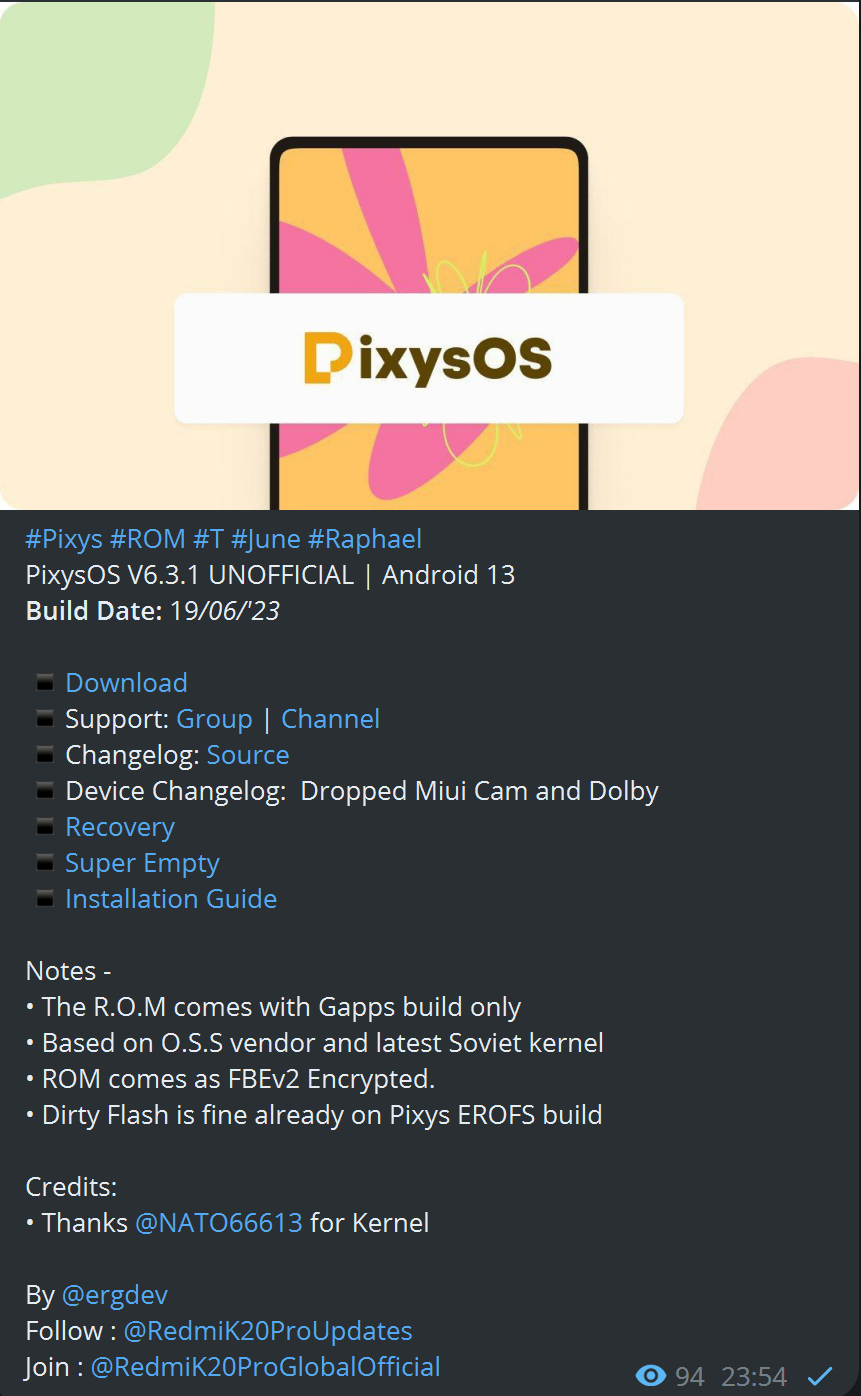 PixysOS
#Pixys #ROM #T #June #Raphael
PixysOS V6.3.1 UNOFFICIAL | Android 13
Build Date: 19/06/'23
▪ Download
▪ Support: Group | Channel
▪ Changelog: Source
▪ Device Changelog:  Dropped Miui Cam and Dolby
▪ Recovery
▪ Super Empty
▪ Installation Guide
Notes -
• The R.O.M comes with Gapps build only
• Based on O.S.S vendor and latest Soviet kernel
• ROM comes as FBEv2 Encrypted.
• Dirty Flash is fine already on Pixys EROFS build
Credits:
• Thanks @NATO66613 for Kernel
By @ergdev
Follow : @RedmiK20ProUpdates
Join : @RedmiK20ProGlobalOfficial
94 23:54